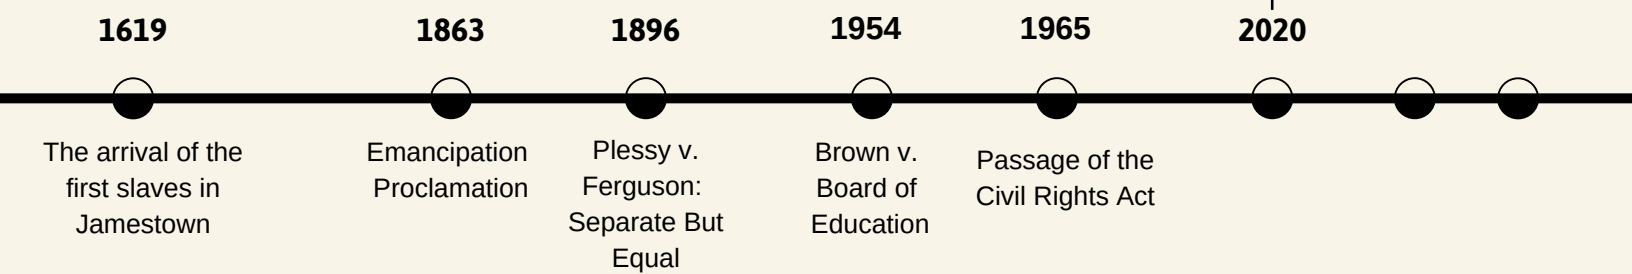 1619
1863
1896
1954
1965
2020
The arrival of the
first slaves in
Jamestown
Emancipation
Proclamation
Plessy v.
Ferguson:
Separate But
Equal
Brown v.
Board of
Education
Passage of the
Civil Rights Act